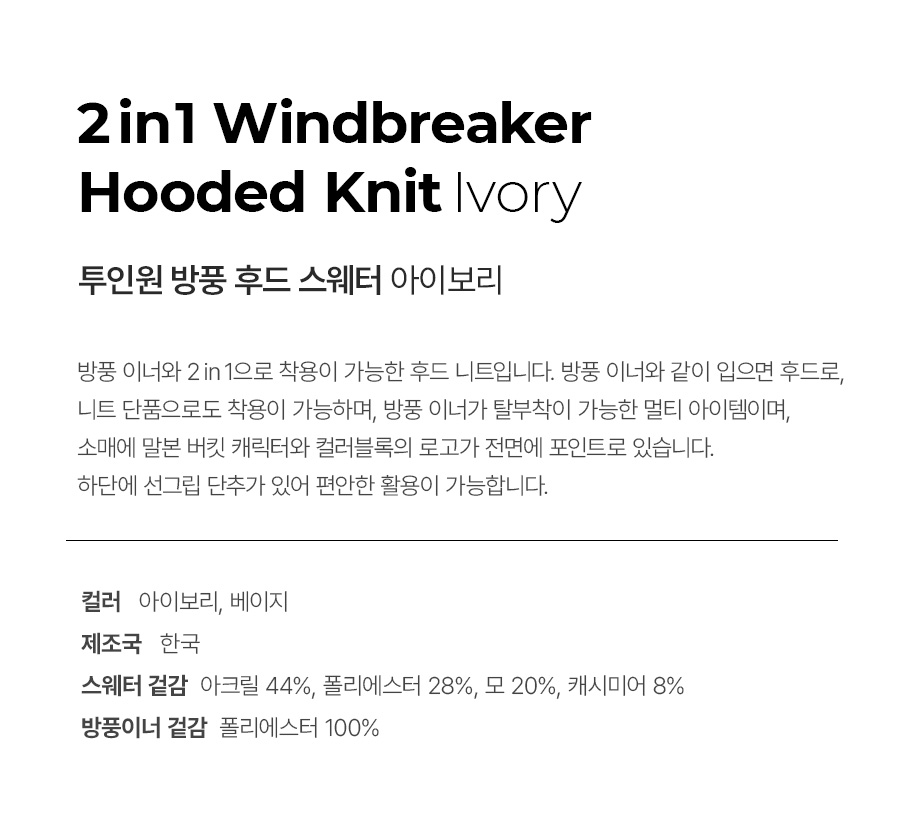 2 in 1 Windbreaker
Hooded Knit Ivory
투인원 방풍 후드 스웨터 아이보리
방풍 이너와 2 in 1으로 착용이 가능한 후드 니트입니다. 방풍 이너와 같이 입으면 후드로,
니트 단품으로도 착용이 가능하며, 방풍 이너가 탈부착이 가능한 멀티 아이템이며,
소매에 말본 버킷 캐릭터와 컬러블록의 로고가 전면에 포인트로 있습니다.
하단에 선그립 단추가 있어 편안한 활용이 가능합니다.
컬러 아이보리, 베이지
제조국 한국
스웨터 겉감 아크릴 44%, 폴리에스터 28%, 모 20%, 캐시미어 8%
방풍이너 겉감 폴리에스터 100%